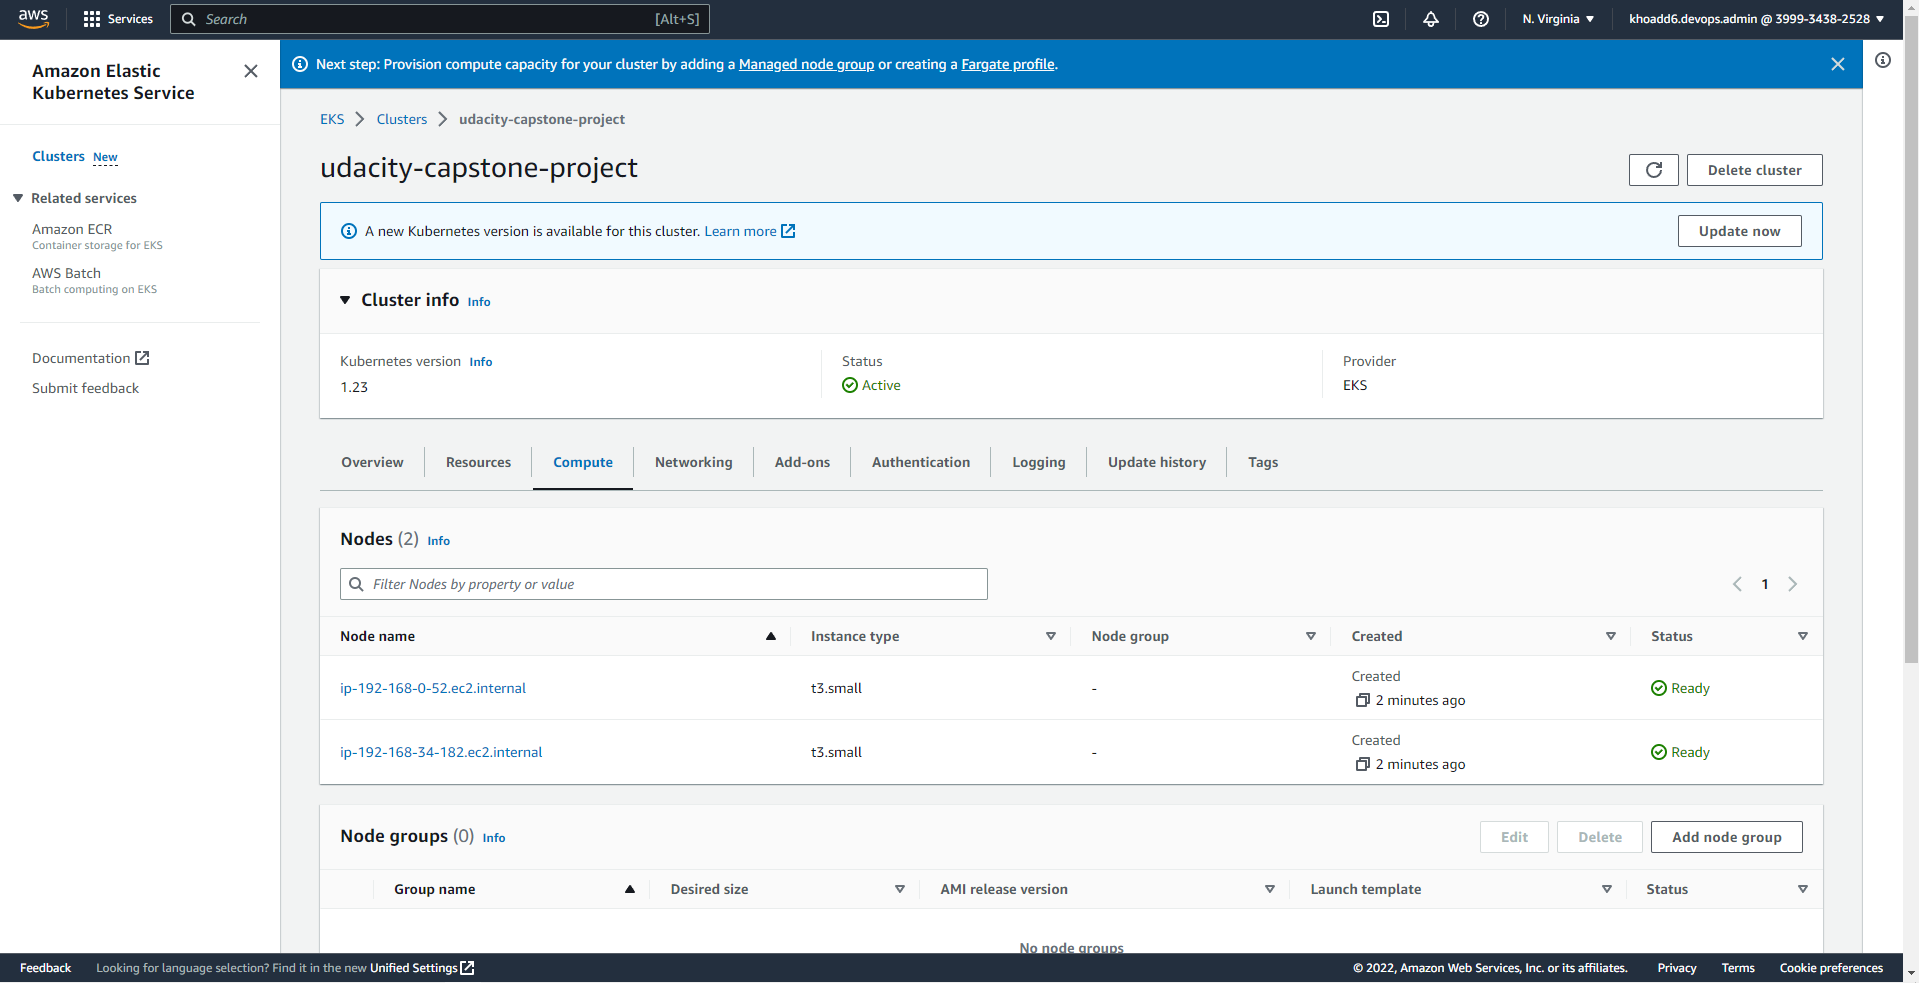 aws Services Search [Alt+S] N. Virginia ▼ khoadd6.devops.admin @ 3999-3438-2528 ▼
Amazon Elastic
Kubernetes Service
Clusters New
Related services
Amazon ECR
Container storage for EKS
AWS Batch
Batch computing on EKS
Documentation
Submit feedback
Next step: Provision compute capacity for your cluster by adding a Managed node group or creating a Fargate profile.
EKS Clusters udacity-capstone-project
udacity-capstone-project
Delete cluster
A new Kubernetes version is available for this cluster. Learn more
Update now
Cluster info Info
Kubernetes version Info
1.23
Status
Active
Provider
EKS
Overview Resources Compute Networking Add-ons Authentication Logging Update history Tags
Nodes (2) Info
Filter Nodes by property or value
1
Node name Instance type Node group Created Status
ip-192-168-0-52.ec2.internal t3.small - Created
2 minutes ago Ready
ip-192-168-34-182.ec2.internal t3.small - Created
2 minutes ago Ready
Node groups (0) Info
Edit Delete Add node group
Group name Desired size AMI release version Launch template Status
No node groups
Feedback Looking for language selection? Find it in the new Unified Settings © 2022, Amazon Web Services, Inc. or its affiliates. Privacy Terms Cookie preferences